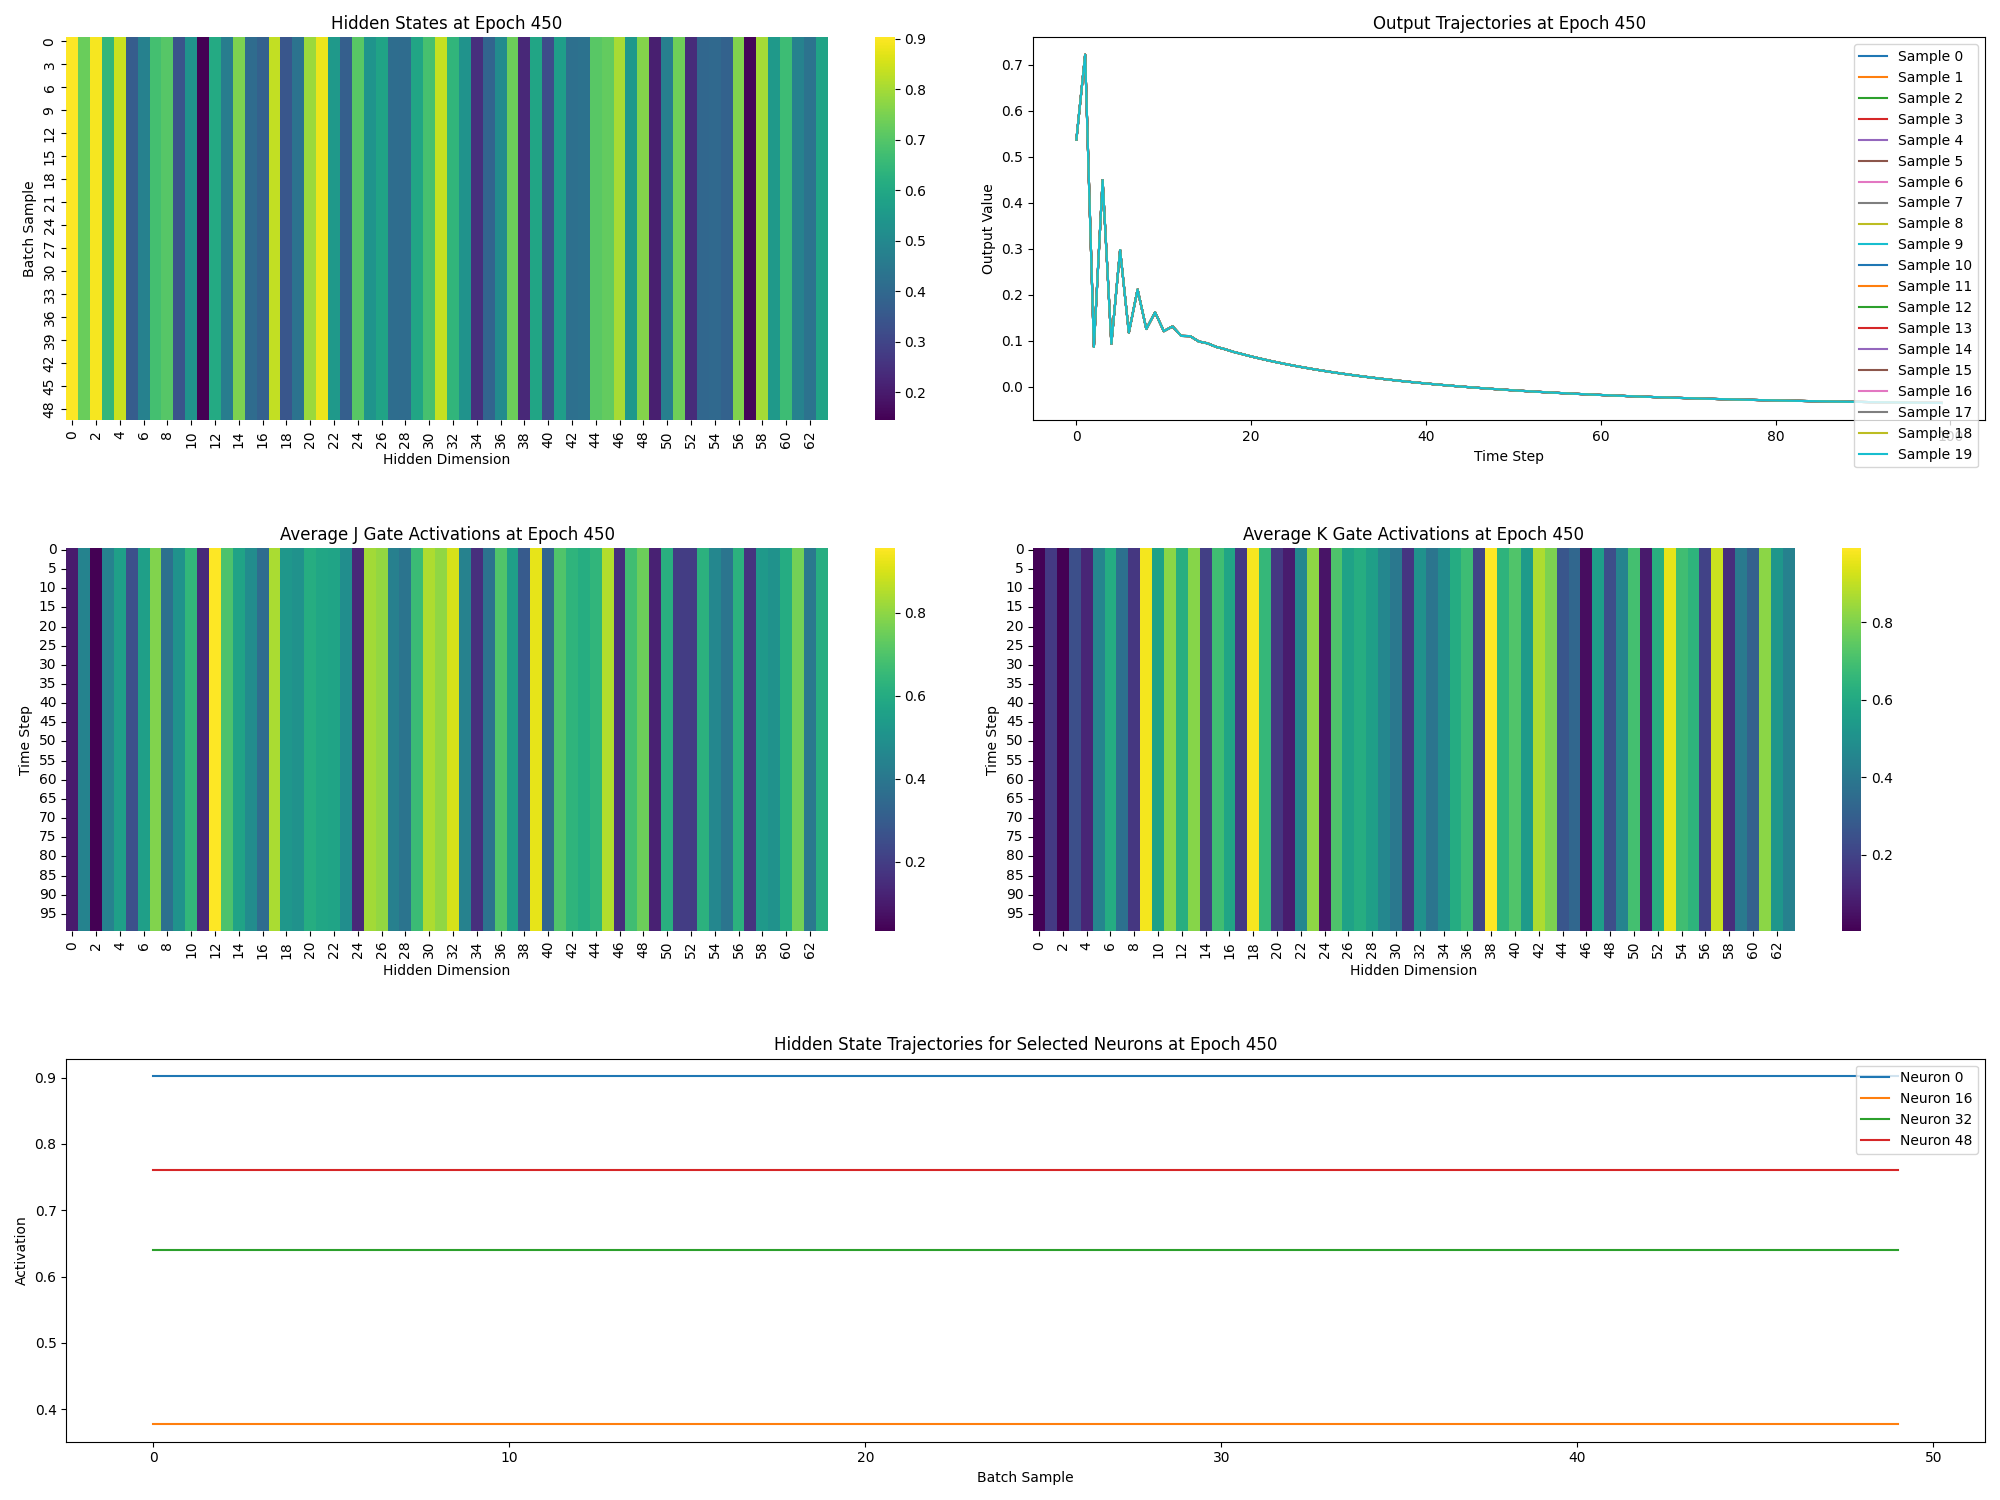 Hidden States at Epoch 450
Batch Sample
0
3
6
9
12
15
18
21
24
27
30
33
36
39
42
45
48
0 2 4 6 8 10 12 14 16 18 20 22 24 26 28 30 32 34 36 38 40 42 44 46 48 50 52 54 56 58 60 62
Hidden Dimension
0.9
0.8
0.7
0.6
0.5
0.4
0.3
0.2
Output Trajectories at Epoch 450
Output Value
0.7
0.6
0.5
0.4
0.3
0.2
0.1
0.0
0 20 40 60 80 100
Time Step
Sample 0
Sample 1
Sample 2
Sample 3
Sample 4
Sample 5
Sample 6
Sample 7
Sample 8
Sample 9
Sample 10
Sample 11
Sample 12
Sample 13
Sample 14
Sample 15
Sample 16
Sample 17
Sample 18
Sample 19
Average J Gate Activations at Epoch 450
Time Step
0
5
10
15
20
25
30
35
40
45
50
55
60
65
70
75
80
85
90
95
0 2 4 6 8 10 12 14 16 18 20 22 24 26 28 30 32 34 36 38 40 42 44 46 48 50 52 54 56 58 60 62
Hidden Dimension
0.8
0.6
0.4
0.2
Average K Gate Activations at Epoch 450
Time Step
0
5
10
15
20
25
30
35
40
45
50
55
60
65
70
75
80
85
90
95
0 2 4 6 8 10 12 14 16 18 20 22 24 26 28 30 32 34 36 38 40 42 44 46 48 50 52 54 56 58 60 62
Hidden Dimension
0.8
0.6
0.4
0.2
Hidden State Trajectories for Selected Neurons at Epoch 450
Activation
0.9
0.8
0.7
0.6
0.5
0.4
0 10 20 30 40 50
Batch Sample
Neuron 0
Neuron 16
Neuron 32
Neuron 48